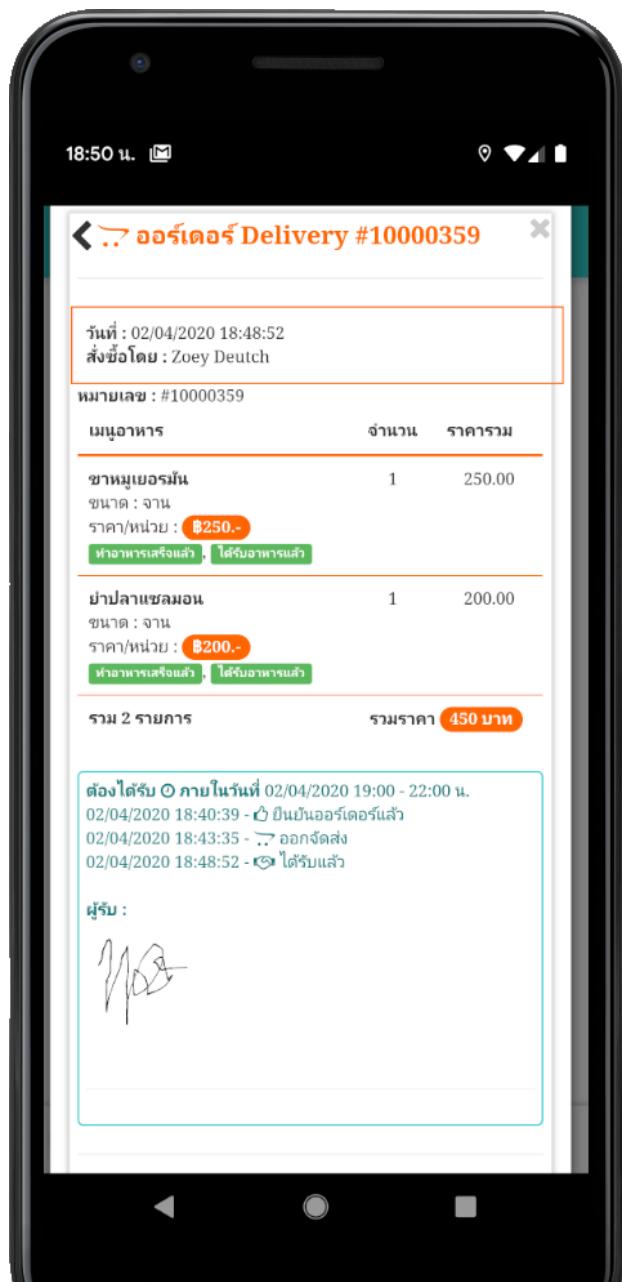 18:50 น.
ออร์เดอร์ Delivery #10000359
วันที่ : 02/04/2020 18:48:52
สั่งซื้อโดย : Zoey Deutch
หมายเลข : #10000359
เมนูอาหาร จำนวน ราคารวม
ขาหมูเยอรมัน 1 250.00
ขนาด : จาน
ราคา/หน่วย : ฿250.-
ทำอาหารเสร็จแล้ว , ได้รับอาหารแล้ว
ยำปลาแซลมอน 1 200.00
ขนาด : จาน
ราคา/หน่วย : ฿200.-
ทำอาหารเสร็จแล้ว , ได้รับอาหารแล้ว
รวม 2 รายการ รวมราคา 450 บาท
ต้องได้รับ ภายในวันที่ 02/04/2020 19:00 - 22:00 น.
02/04/2020 18:40:39 - ยืนยันออร์เดอร์แล้ว
02/04/2020 18:43:35 - ออกจัดส่ง
02/04/2020 18:48:52 - ได้รับแล้ว
ผู้รับ :